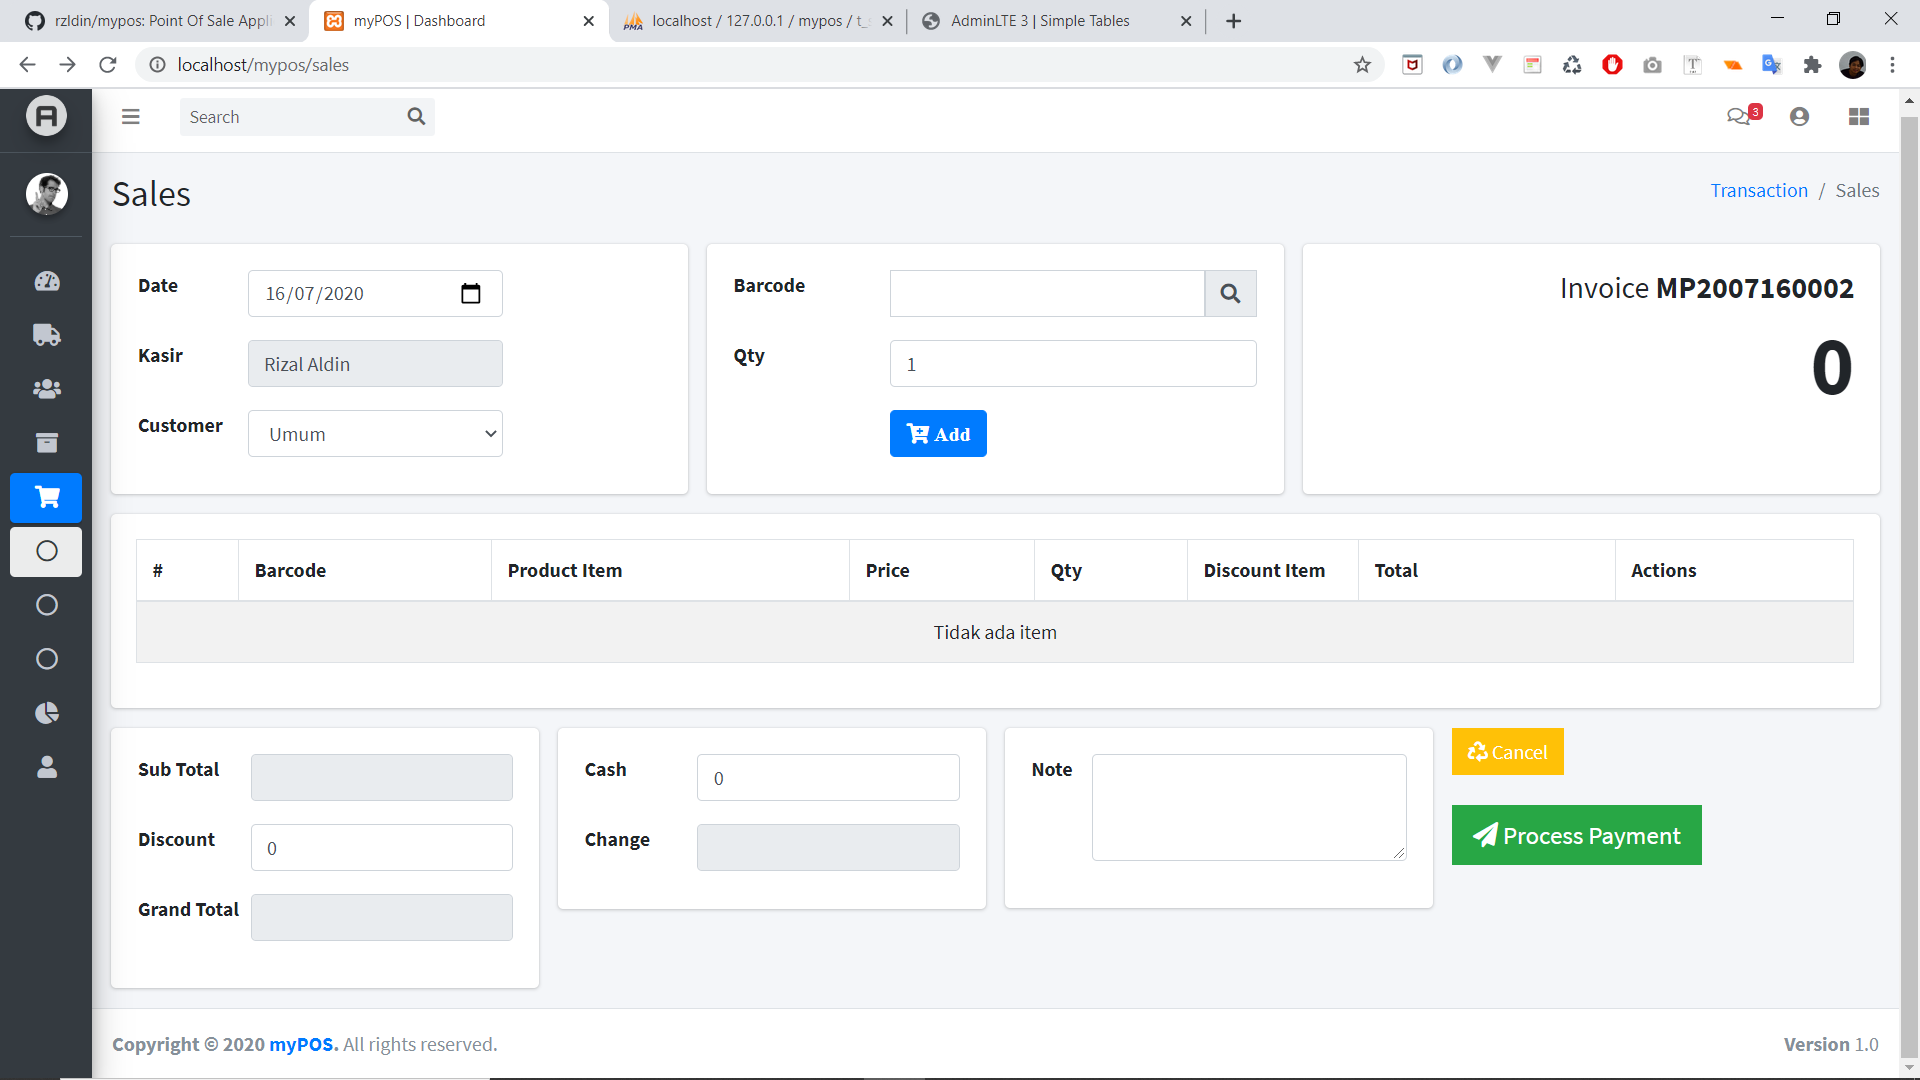 rzldin/mypos: Point Of Sale Appli
myPOS | Dashboard
localhost / 127.0.0.1 / mypos / t_s
AdminLTE 3 | Simple Tables
localhost/mypos/sales
Search
3
Sales
Transaction / Sales
Date
16/07/2020
Kasir
Rizal Aldin
Customer
Umum
Barcode
Qty
1
Add
Invoice MP2007160002
0
# Barcode Product Item Price Qty Discount Item Total Actions
Tidak ada item
Sub Total
Discount
0
Grand Total
Cash
0
Change
Note
Cancel
Process Payment
Copyright © 2020 myPOS. All rights reserved.
Version 1.0